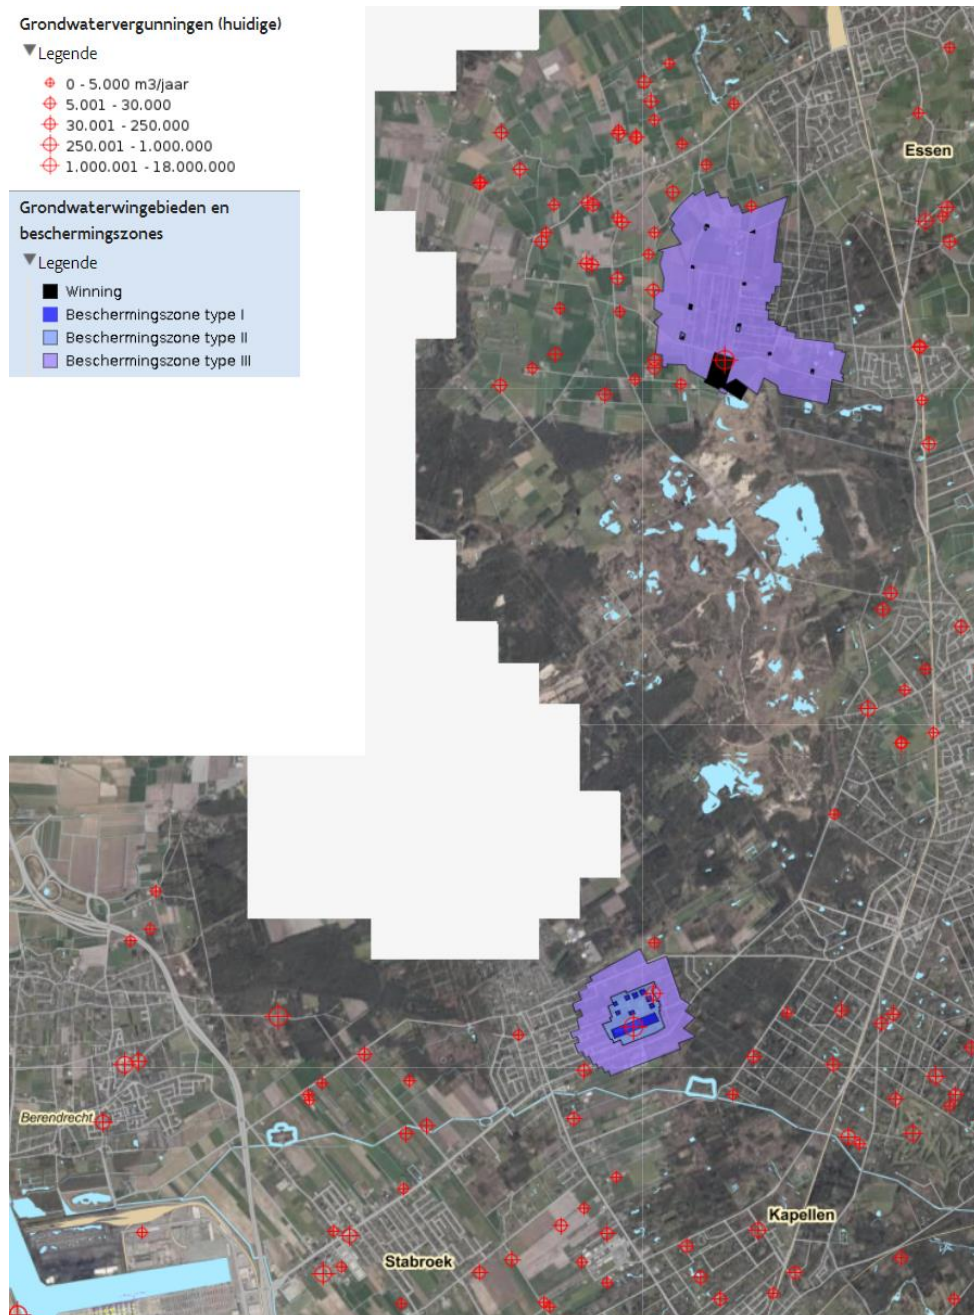 Grondwatervergunningen (huidige)
Legende
0 - 5.000 m3/jaar
5.001 - 30.000
30.001 - 250.000
250.001 - 1.000.000
1.000.001 - 18.000.000
Grondwaterwingebieden en
beschermingszones
Legende
Winning
Beschermingszone type I
Beschermingszone type II
Beschermingszone type III
Essen
Berendrecht
Kapellen
Stabroek